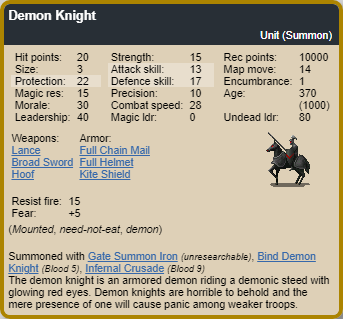 Demon Knight
Unit (Summon)
Hit points: 20 Strength: 15 Rec points: 10000
Size: 3 Attack skill: 13 Map move: 14
Protection: 22 Defence skill: 17 Encumbrance: 1
Magic res: 15 Precision: 10 Age: 370
Morale: 30 Combat speed: 28 (1000)
Leadership: 40 Magic ldr: 0 Undead ldr: 80
Weapons: Armor:
Lance Full Chain Mail
Broad Sword Full Helmet
Hoof Kite Shield
Resist fire: 15
Fear: +5
(Mounted, need-not-eat, demon)
Summoned with Gate Summon Iron (unresearchable), Bind Demon
Knight (Blood 5), Infernal Crusade (Blood 9)
The demon knight is an armored demon riding a demonic steed with
glowing red eyes. Demon knights are horrible to behold and the
mere presence of one will cause panic among weaker troops.